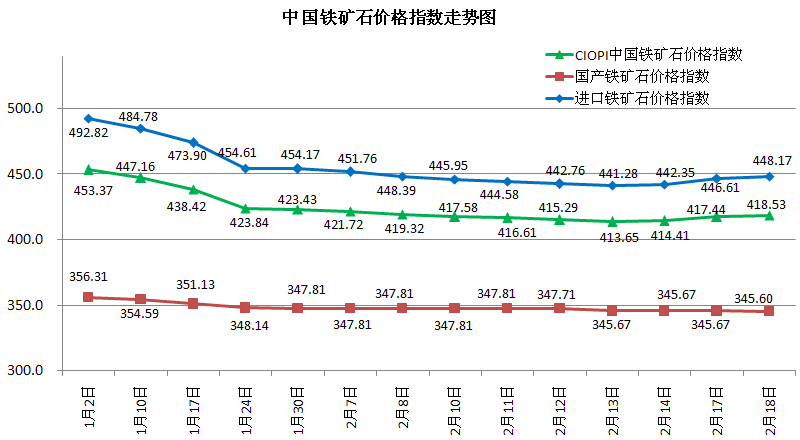 中国铁矿石价格指数走势图
CIOPI中国铁矿石价格指数
国产铁矿石价格指数
进口铁矿石价格指数
500.0
450.0
400.0
350.0
300.0
492.82 484.78 473.90 454.61 454.17 451.76 448.39 445.95 444.58 442.76 441.28 442.35 446.61 448.17
453.37 447.16 438.42 423.84 423.43 421.72 419.32 417.58 416.61 415.29 413.65 414.41 417.44 418.53
356.31 354.59 351.13 348.14 347.81 347.81 347.81 347.81 347.81 347.71 345.67 345.67 345.67 345.60
1月2日 1月10日 1月17日 1月24日 1月30日 2月7日 2月8日 2月10日 2月11日 2月12日 2月13日 2月14日 2月17日 2月18日